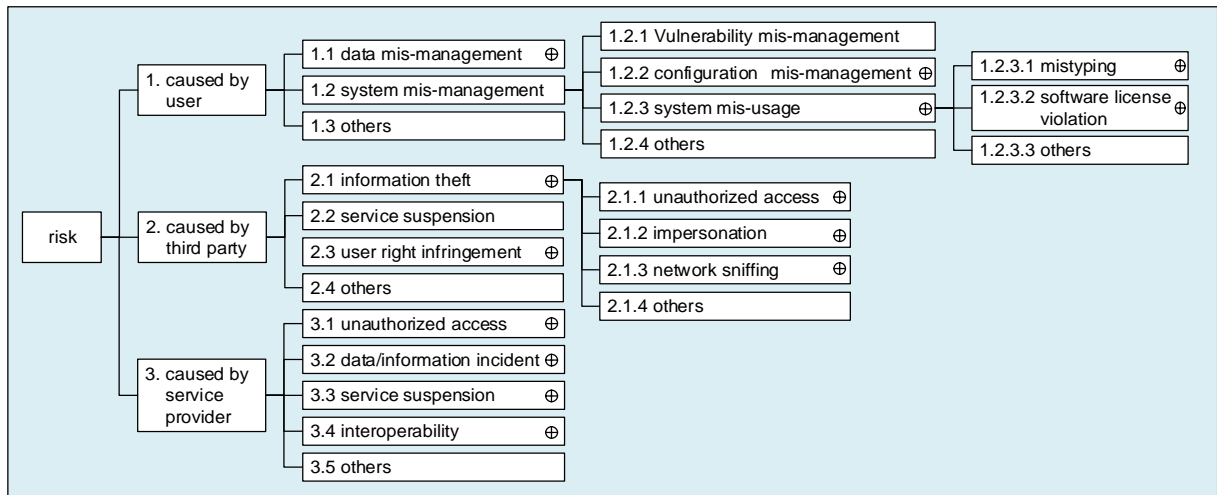 risk
1. caused by
user
1.1 data mis-management ⊕
1.2 system mis-management
1.2.1 Vulnerability mis-management
1.2.2 configuration mis-management ⊕
1.2.3 system mis-usage ⊕
1.2.3.1 mistyping ⊕
1.2.3.2 software license ⊕
violation
1.2.3.3 others
1.2.4 others
1.3 others
2. caused by
third party
2.1 information theft ⊕
2.1.1 unauthorized access ⊕
2.1.2 impersonation ⊕
2.1.3 network sniffing ⊕
2.1.4 others
2.2 service suspension
2.3 user right infringement ⊕
2.4 others
3. caused by
service
provider
3.1 unauthorized access ⊕
3.2 data/information incident ⊕
3.3 service suspension ⊕
3.4 interoperability ⊕
3.5 others